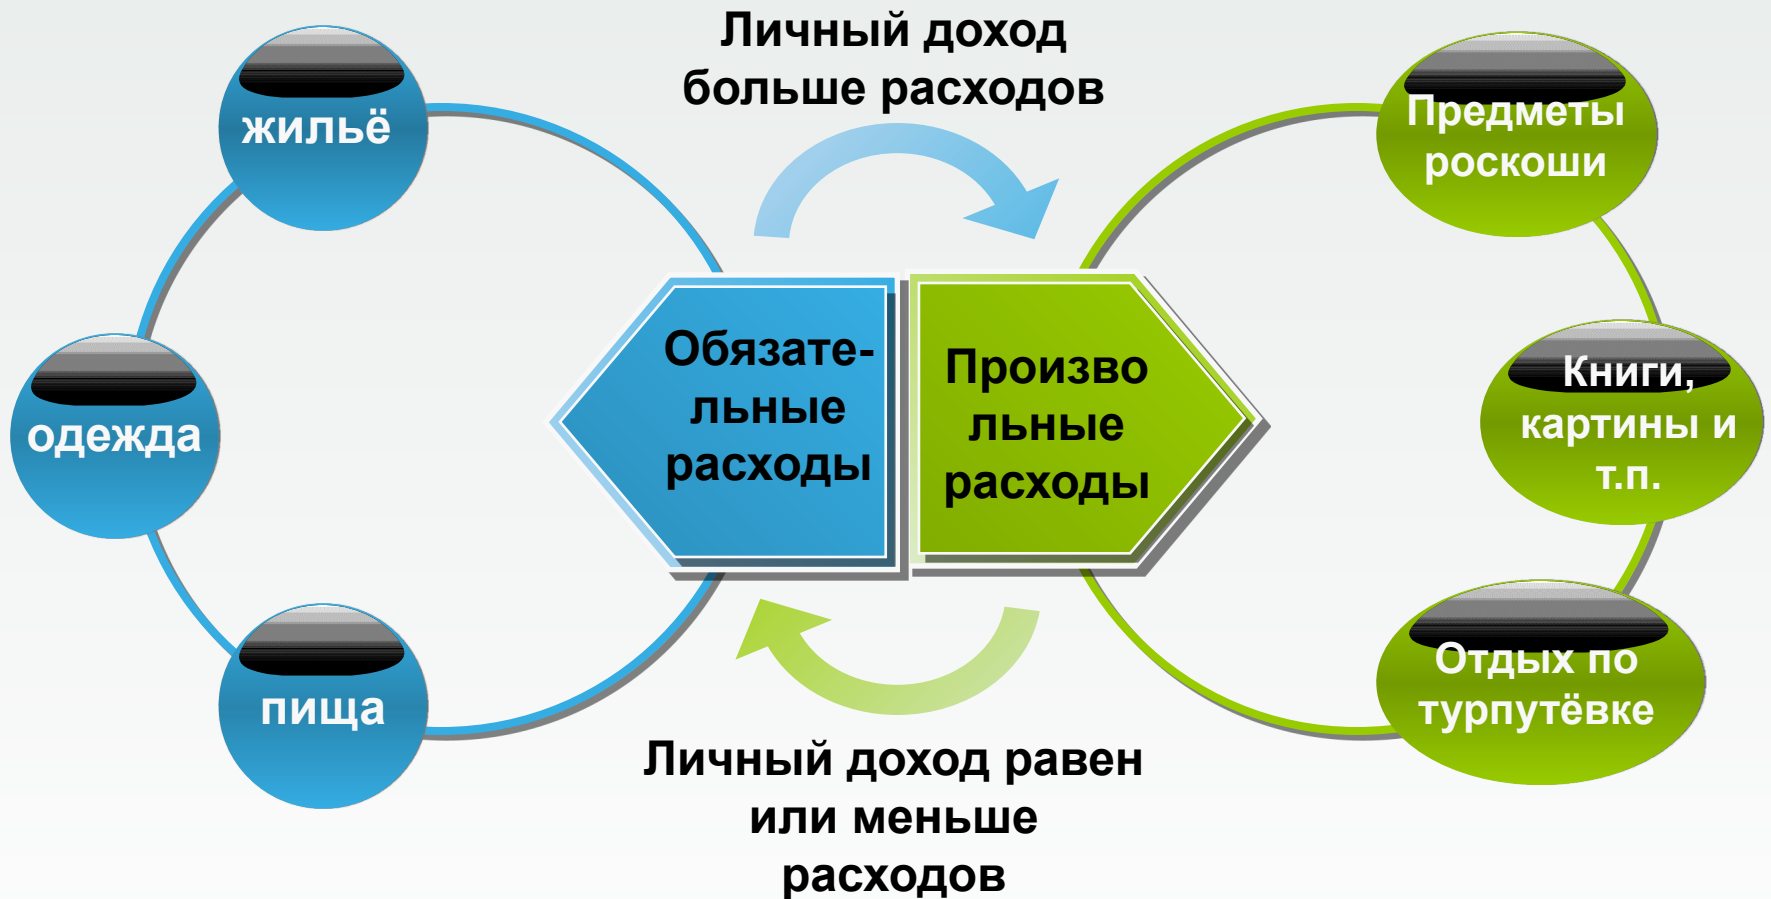 Личный доход
больше расходов
жильё
одежда
пища
Обязате-
льные
расходы
Произво
льные
расходы
Предметы
роскоши
Книги,
картины и
т.п.
Отдых по
турпутёвке
Личный доход равен
или меньше
расходов